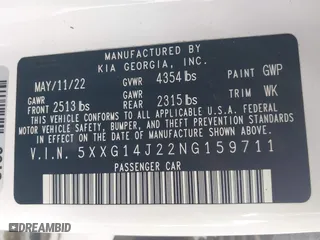 MANUFACTURED BY
KIA GEORGIA, INC.
MAY/11/22 GVWR 4354 lbs PAINT GWP
GAWR FRONT 2513 lbs GAWR REAR 2315 lbs TRIM WK
THIS VEHICLE CONFORMS TO ALL APPLICABLE FEDERAL
MOTOR VEHICLE SAFETY, BUMPER, AND THEFT PREVENTION STANDARDS
IN EFFECT ON THE DATE OF MANUFACTURE SHOWN ABOVE.
V.I.N. 5XXG14J22NG159711
PASSENGER CAR
© DREAMBID
DREAMBID.COM